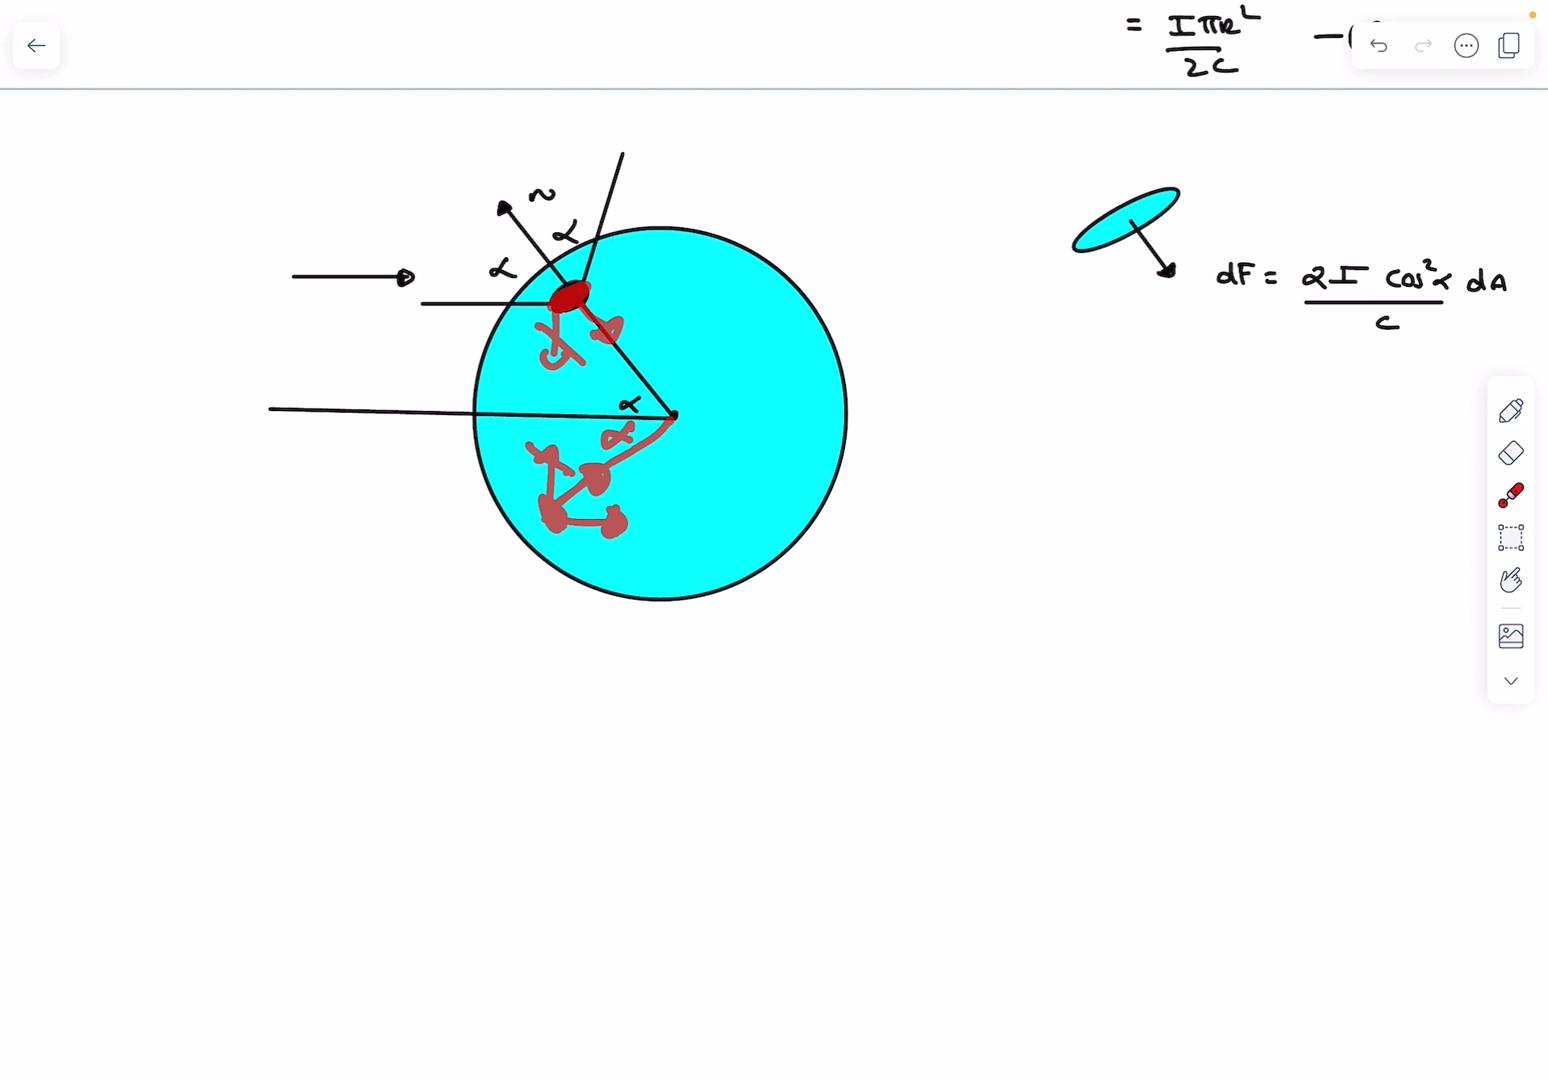 = IπR²
2C
n
α
α
α
dF = 2I cos²α dA
c